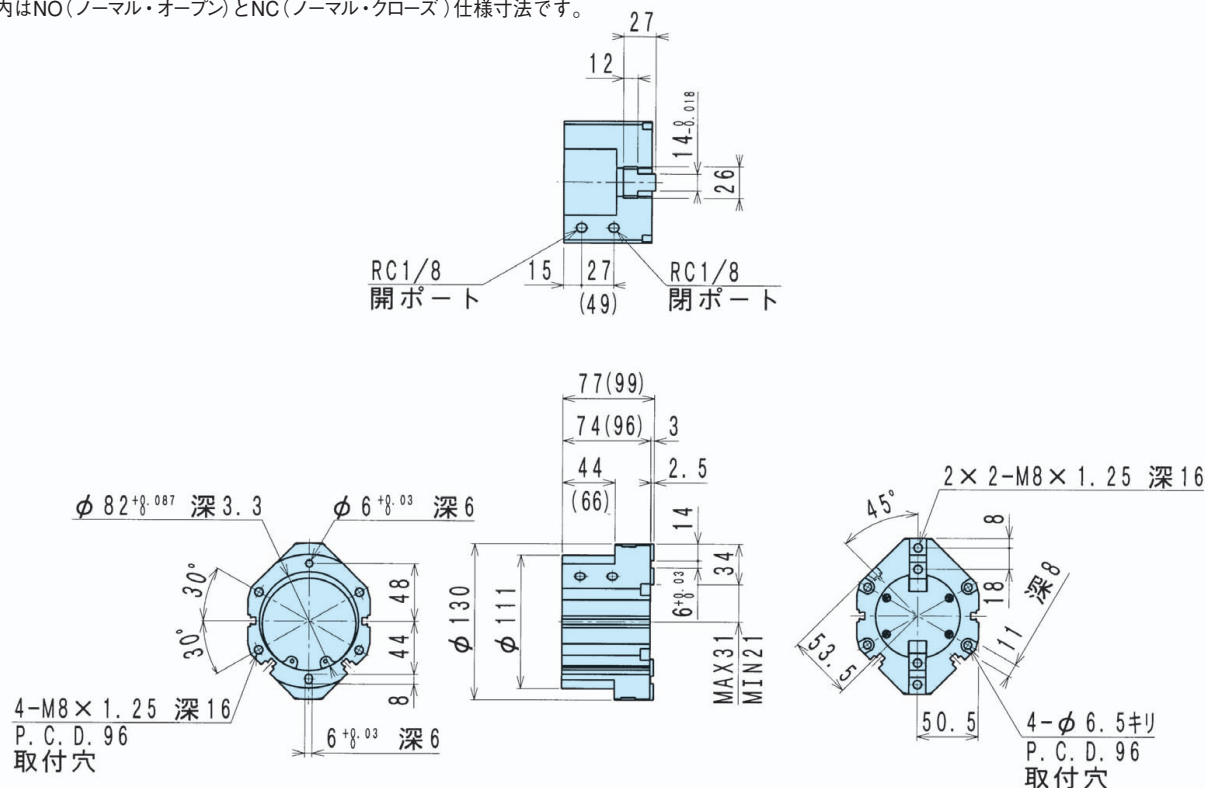 内はNO（ノーマル・オープン）とNC（ノーマル・クローズ）仕様寸法です。
27
12
14 0 -0.018
26
RC1/8
開ポート
15
27
(49)
RC1/8
閉ポート
77(99)
74(96)
3
44
(66)
2.5
φ82 +0.087 0 深3.3
φ6 +0.03 0 深6
30°
30°
48
44
8
4-M8×1.25 深16
P.C.D.96
取付穴
6 +0.03 0 深6
φ130
φ111
14
34
6 +0.03 0
MAX31
MIN21
2×2-M8×1.25 深16
45°
8
18
深8
11
53.5
50.5
4-φ6.5キリ
P.C.D.96
取付穴